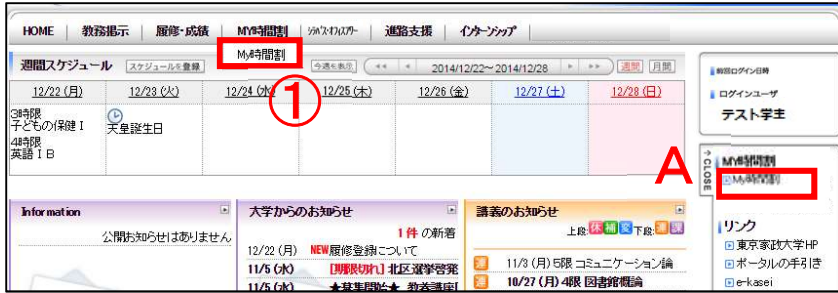 HOME 教務掲示 履修・成績 MY時間割 ｼﾗﾊﾞｽ・ｵﾌｨｽｱﾜｰ 進路支援 インターンシップ
My時間割
週間スケジュール スケジュールを登録 今週を表示 2014/12/22～2014/12/28 週間 月間
12/22 (月) 12/23 (火) 12/24 (水) 12/25 (木) 12/26 (金) 12/27 (土) 12/28 (日)
3時限
子どもの保健Ⅰ
4時限
英語ⅠB
天皇誕生日
①
前回ログイン日時
ログインユーザ
テスト学主
A
CLOSE
MY時間割
My時間割
リンク
東京家政大学HP
ポータルの手引き
e-kasei
Information
公開お知らせはありません
大学からのお知らせ
1件 の新着
12/22 (月) NEW履修登録について
11/5 (水) 【期限切れ】北区選挙啓発
11/5 (水) ★募集開始★ 教養講座【
講義のお知らせ
上段:休補変 下段:連課
連 11/3 (月) 5限 コミュニケーション論
連 10/27 (月) 4限 図書館概論